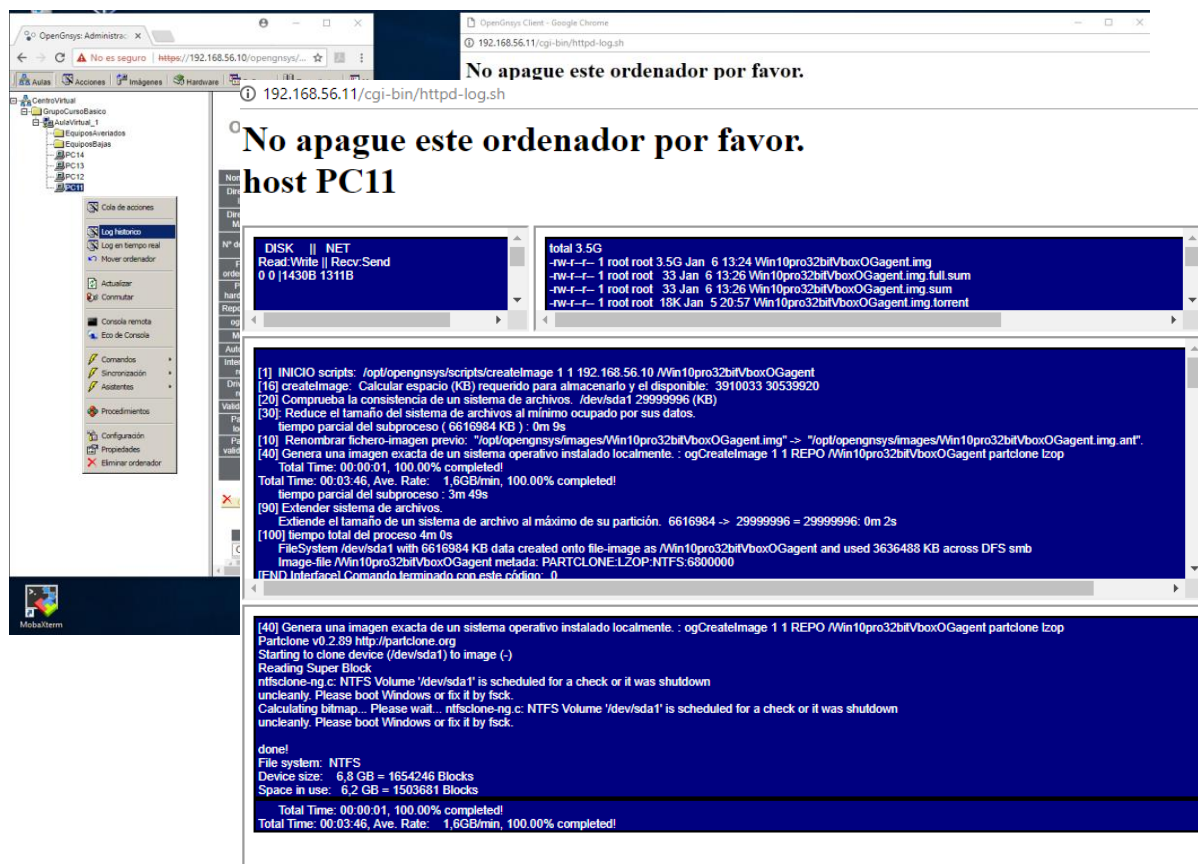 OpenGnsys: Administrac
OpenGnsys Client - Google Chrome
192.168.56.11/cgi-bin/httpd-log.sh
No es seguro | https://192.168.56.10/opengnsys/...
No apague este ordenador por favor.
Aulas Acciones Imágenes Hardware
CentroVirtual
GrupoCursoBasico
AulaVirtual_1
EquiposAveriados
EquiposBajas
PC14
PC13
PC12
PC11
Cola de acciones
Log historico
Log en tiempo real
Mover ordenador
Actualizar
Conmutar
Consola remota
Eco de Consola
Comandos
Sincronización
Asistentes
Procedimientos
Configuración
Propiedades
Eliminar ordenador
MobaXterm
192.168.56.11/cgi-bin/httpd-log.sh
No apague este ordenador por favor.
host PC11
DISK || NET
Read:Write || Recv:Send
0 0 |1430B 1311B
total 3.5G
-rw-r--r-- 1 root root 3.5G Jan 6 13:24 Win10pro32bitVboxOGagent.img
-rw-r--r-- 1 root root 33 Jan 6 13:26 Win10pro32bitVboxOGagent.img.full.sum
-rw-r--r-- 1 root root 33 Jan 6 13:26 Win10pro32bitVboxOGagent.img.sum
-rw-r--r-- 1 root root 18K Jan 5 20:57 Win10pro32bitVboxOGagent.img.torrent
[1] INICIO scripts: /opt/opengnsys/scripts/createImage 1 1 192.168.56.10 /Win10pro32bitVboxOGagent
[16] createImage: Calcular espacio (KB) requerido para almacenarlo y el disponible: 3910033 30539920
[20] Comprueba la consistencia de un sistema de archivos. /dev/sda1 29999996 (KB)
[30]: Reduce el tamaño del sistema de archivos al mínimo ocupado por sus datos.
tiempo parcial del subproceso ( 6616984 KB ) : 0m 9s
[10] Renombrar fichero-imagen previo: "/opt/opengnsys/images/Win10pro32bitVboxOGagent.img" -> "/opt/opengnsys/images/Win10pro32bitVboxOGagent.img.ant".
[40] Genera una imagen exacta de un sistema operativo instalado localmente. : ogCreateImage 1 1 REPO /Win10pro32bitVboxOGagent partclone lzop
Total Time: 00:00:01, 100.00% completed!
Total Time: 00:03:46, Ave. Rate: 1,6GB/min, 100.00% completed!
tiempo parcial del subproceso : 3m 49s
[90] Extender sistema de archivos.
Extiende el tamaño de un sistema de archivo al máximo de su partición. 6616984 -> 29999996 = 29999996: 0m 2s
[100] tiempo total del proceso 4m 0s
FileSystem /dev/sda1 with 6616984 KB data created onto file-image as /Win10pro32bitVboxOGagent and used 3636488 KB across DFS smb
Image-file /Win10pro32bitVboxOGagent metada: PARTCLONE:LZOP:NTFS:6800000
[END Interface] Comando terminado con este código: 0
[40] Genera una imagen exacta de un sistema operativo instalado localmente. : ogCreateImage 1 1 REPO /Win10pro32bitVboxOGagent partclone lzop
Partclone v0.2.89 http://partclone.org
Starting to clone device (/dev/sda1) to image (-)
Reading Super Block
ntfsclone-ng.c: NTFS Volume '/dev/sda1' is scheduled for a check or it was shutdown
uncleanly. Please boot Windows or fix it by fsck.
Calculating bitmap... Please wait... ntfsclone-ng.c: NTFS Volume '/dev/sda1' is scheduled for a check or it was shutdown
uncleanly. Please boot Windows or fix it by fsck.
done!
File system: NTFS
Device size: 6,8 GB = 1654246 Blocks
Space in use: 6,2 GB = 1503681 Blocks
Total Time: 00:00:01, 100.00% completed!
Total Time: 00:03:46, Ave. Rate: 1,6GB/min, 100.00% completed!